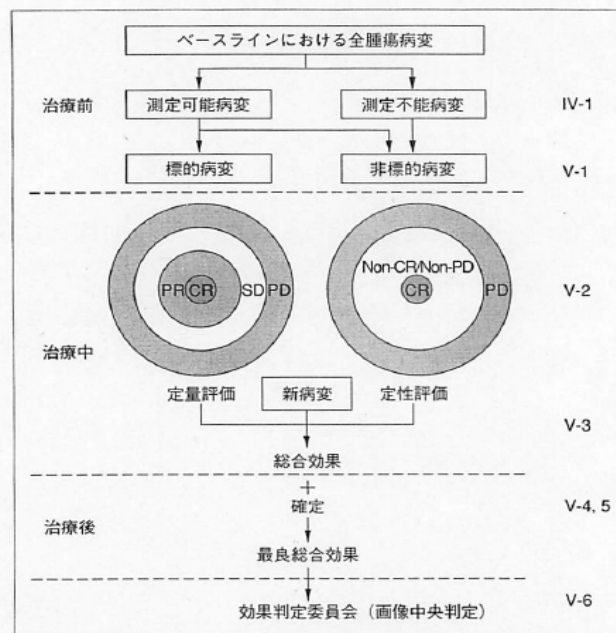 ベースラインにおける全腫瘍病変
治療前
測定可能病変
測定不能病変
IV-1
標的病変
非標的病変
V-1
PR CR SD PD
Non-CR/Non-PD
CR
PD
V-2
治療中
定量評価
新病変
定性評価
V-3
総合効果
+
確定
V-4, 5
治療後
最良総合効果
V-6
効果判定委員会（画像中央判定）